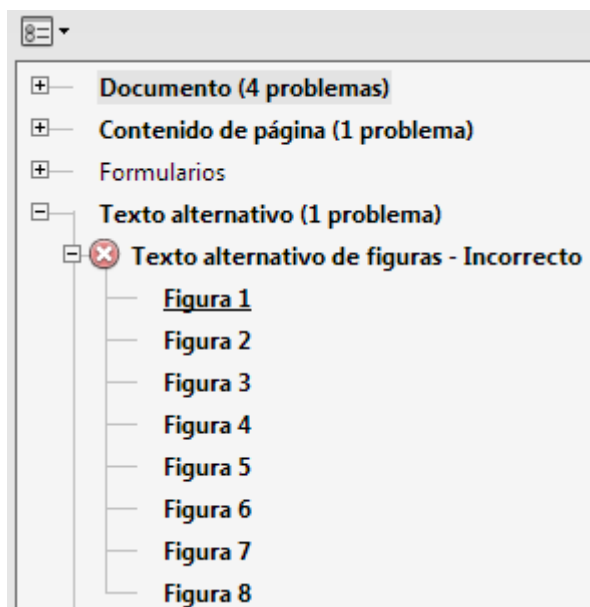 Documento (4 problemas)
Contenido de página (1 problema)
Formularios
Texto alternativo (1 problema)
Texto alternativo de figuras - Incorrecto
Figura 1
Figura 2
Figura 3
Figura 4
Figura 5
Figura 6
Figura 7
Figura 8